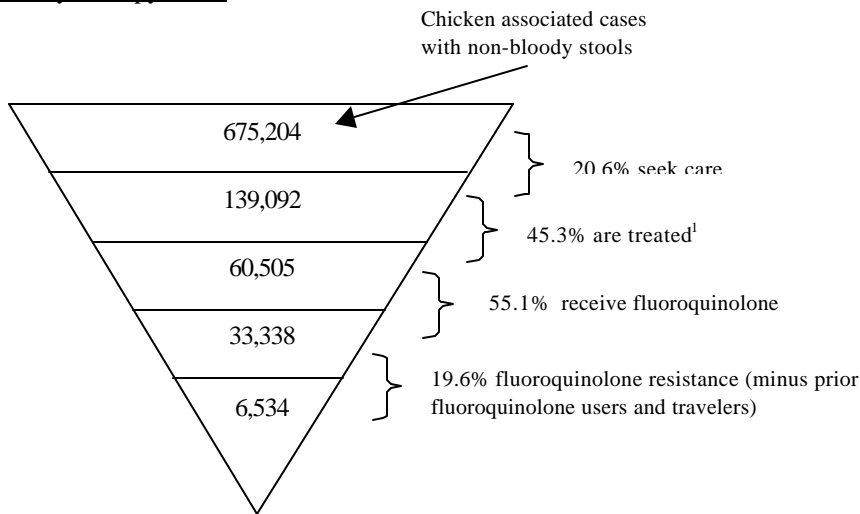 Chicken associated cases
with non-bloody stools
675,204
20.6% seek care
139,092
45.3% are treated¹
60,505
55.1% receive fluoroquinolone
33,338
19.6% fluoroquinolone resistance (minus prior
fluoroquinolone users and travelers)
6,534